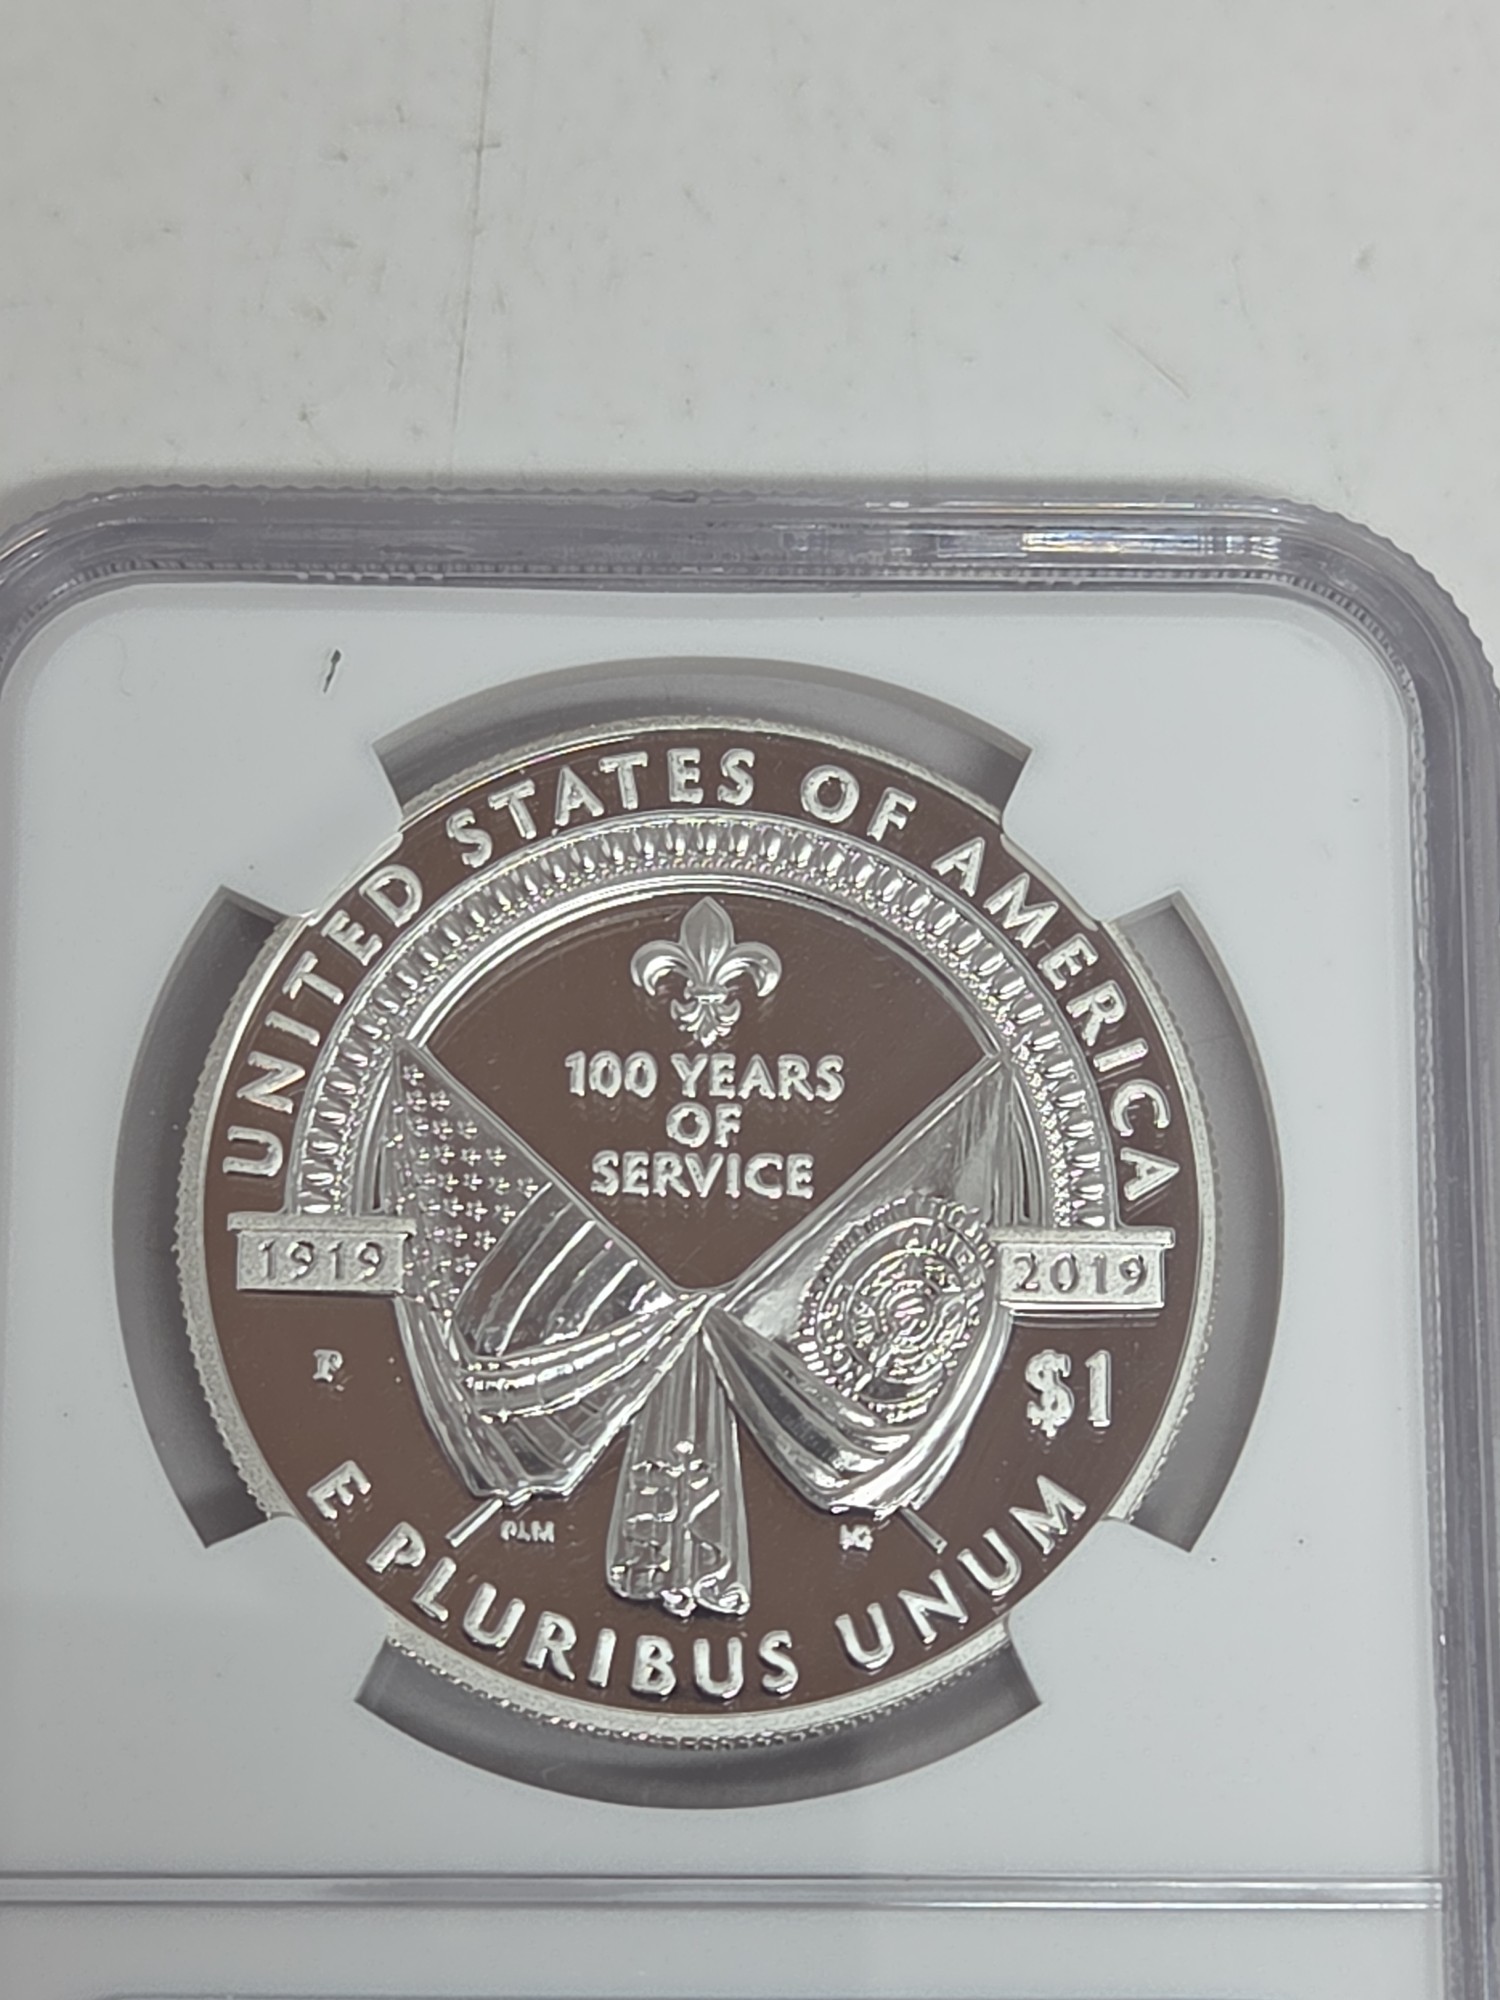 UNITED STATES OF AMERICA
100 YEARS
OF
SERVICE
1919
2019
P
$1
E PLURIBUS UNUM